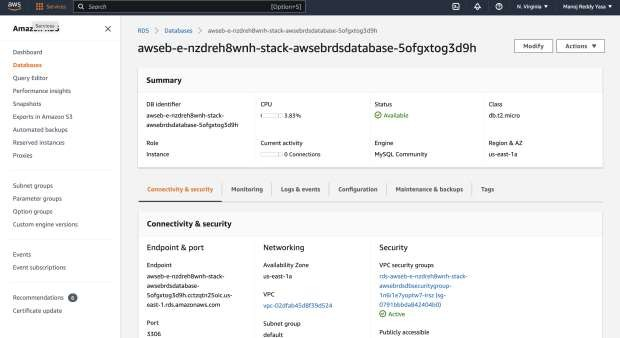 aws
Services
Search
[Option+S]
N. Virginia
Manoj Reddy Yasa
Services
Amazon RDS
RDS > Databases > awseb-e-nzdreh8wnh-stack-awsebrdsdatabase-5ofgxtog3d9h
awseb-e-nzdreh8wnh-stack-awsebrdsdatabase-5ofgxtog3d9h
Modify
Actions
Dashboard
Databases
Query Editor
Performance insights
Snapshots
Exports in Amazon S3
Automated backups
Reserved instances
Proxies
Subnet groups
Parameter groups
Option groups
Custom engine versions
Events
Event subscriptions
Recommendations 6
Certificate update
Summary
DB identifier
awseb-e-nzdreh8wnh-stack-
awsebrdsdatabase-5ofgxtog3d9h
CPU
3.83%
Status
Available
Class
db.t2.micro
Role
Instance
Current activity
0 Connections
Engine
MySQL Community
Region & AZ
us-east-1a
Connectivity & security
Monitoring
Logs & events
Configuration
Maintenance & backups
Tags
Connectivity & security
Endpoint & port
Endpoint
awseb-e-nzdreh8wnh-stack-
awsebrdsdatabase-
5ofgxtog3d9h.cctzqtn25oic.us-
east-1.rds.amazonaws.com
Port
3306
Networking
Availability Zone
us-east-1a
VPC
vpc-02dfab45d8f39d524
Subnet group
default
Security
VPC security groups
rds-awseb-e-nzdreh8wnh-stack-
awsebrdsdbsecuritygroup-
1n6i1e7yoptw7-irsz (sg-
0791bbbda842404b0)
Active
Publicly accessible